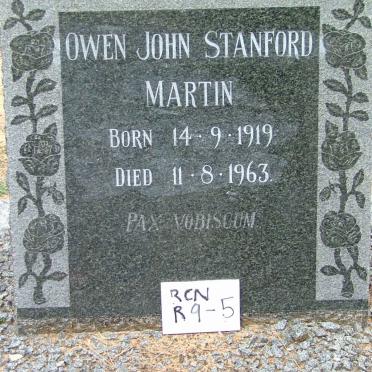 OWEN JOHN STANFORD
MARTIN
BORN 14·9·1919
DIED 11·8·1963.
PAX VOBISCUM
RCN
R9-5